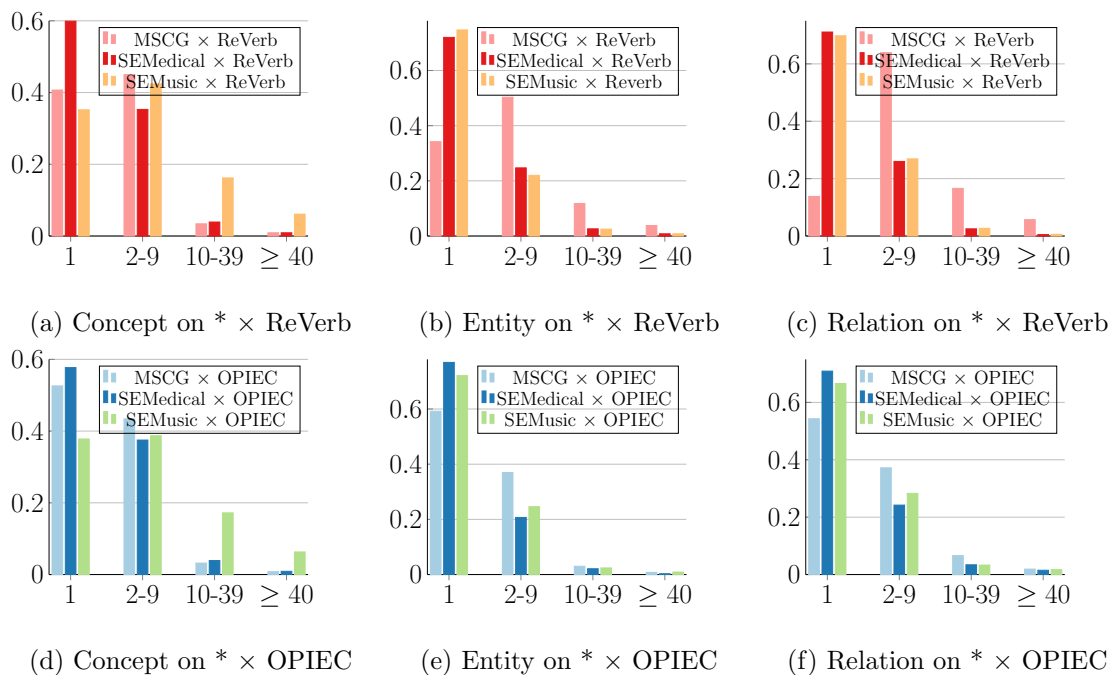 0.6
0.4
0.2
0
MSCG × ReVerb
SEMedical × ReVerb
SEMusic × ReVerb
1 2-9 10-39 ≥ 40
(a) Concept on * × ReVerb
0.6
0.4
0.2
0
MSCG × ReVerb
SEMedical × ReVerb
SEMusic × Reverb
1 2-9 10-39 ≥ 40
(b) Entity on * × ReVerb
0.6
0.4
0.2
0
MSCG × ReVerb
SEMedical × ReVerb
SEMusic × ReVerb
1 2-9 10-39 ≥ 40
(c) Relation on * × ReVerb
0.6
0.4
0.2
0
MSCG × OPIEC
SEMedical × OPIEC
SEMusic × OPIEC
1 2-9 10-39 ≥ 40
(d) Concept on * × OPIEC
0.6
0.4
0.2
0
MSCG × OPIEC
SEMedical × OPIEC
SEMusic × OPIEC
1 2-9 10-39 ≥ 40
(e) Entity on * × OPIEC
0.6
0.4
0.2
0
MSCG × OPIEC
SEMedical × OPIEC
SEMusic × OPIEC
1 2-9 10-39 ≥ 40
(f) Relation on * × OPIEC